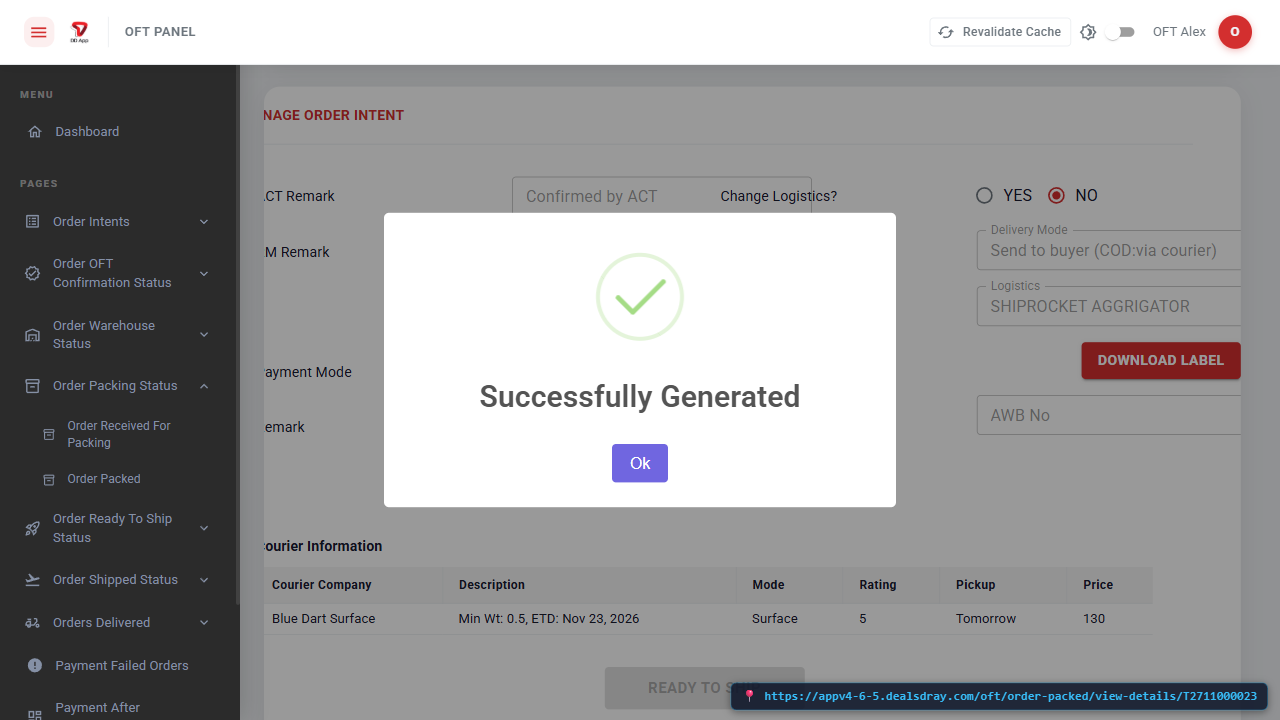 DD-App
OFT PANEL
Revalidate Cache
OFT Alex
O
MENU
Dashboard
PAGES
Order Intents
Order OFT
Confirmation Status
Order Warehouse
Status
Order Packing Status
Order Received For
Packing
Order Packed
Order Ready To Ship
Status
Order Shipped Status
Orders Delivered
Payment Failed Orders
Payment After
NAGE ORDER INTENT
CT Remark
Confirmed by ACT
Change Logistics?
YES
NO
M Remark
Delivery Mode
Send to buyer (COD:via courier)
Logistics
SHIPROCKET AGGRIGATOR
ayment Mode
DOWNLOAD LABEL
emark
AWB No
Successfully Generated
Ok
ourier Information
Courier Company Description Mode Rating Pickup Price
Blue Dart Surface Min Wt: 0.5, ETD: Nov 23, 2026 Surface 5 Tomorrow 130
READY TO SHIP
https://appv4-6-5.dealsdray.com/oft/order-packed/view-details/T2711000023